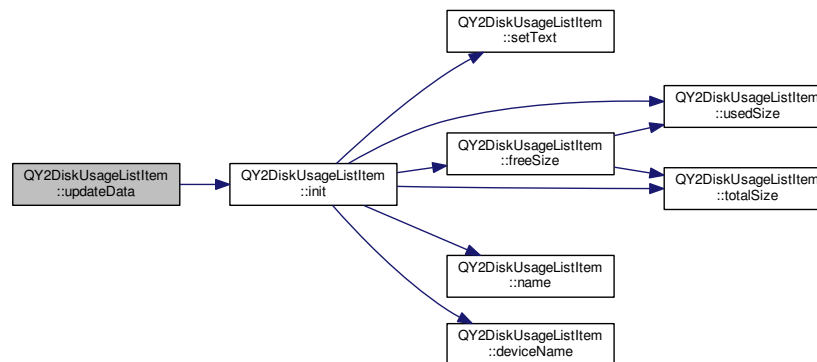 QY2DiskUsageListItem
::updateData
QY2DiskUsageListItem
::init
QY2DiskUsageListItem
::setText
QY2DiskUsageListItem
::freeSize
QY2DiskUsageListItem
::name
QY2DiskUsageListItem
::deviceName
QY2DiskUsageListItem
::usedSize
QY2DiskUsageListItem
::totalSize